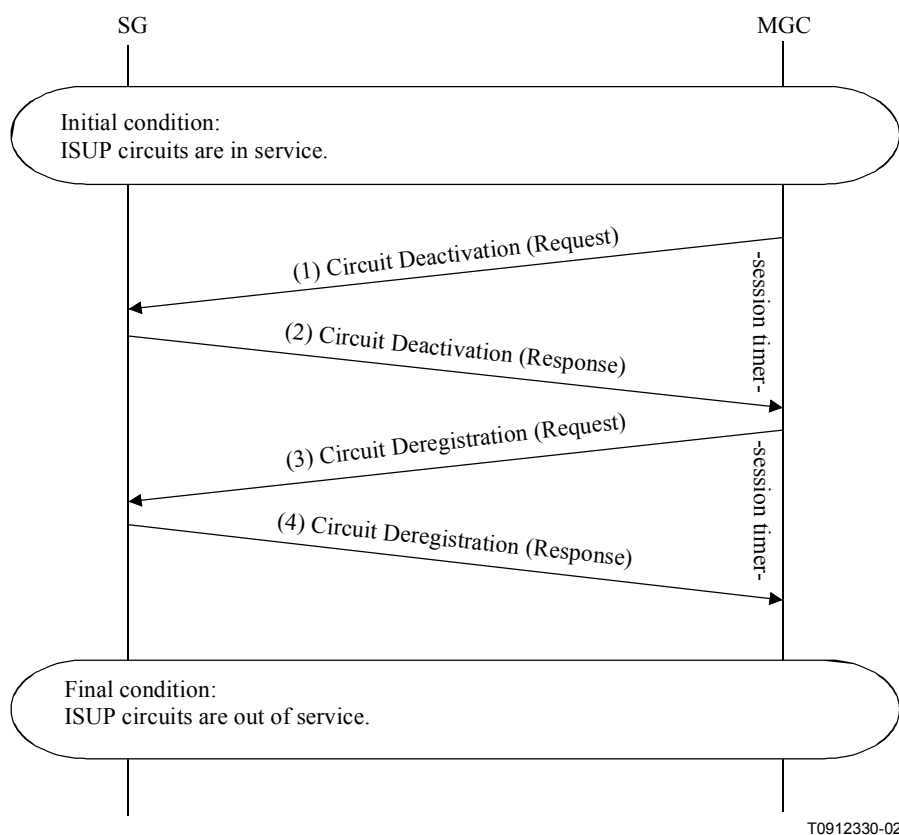 SG
MGC
Initial condition:
ISUP circuits are in service.
(1) Circuit Deactivation (Request)
-session timer-
(2) Circuit Deactivation (Response)
(3) Circuit Deregistration (Request)
-session timer-
(4) Circuit Deregistration (Response)
Final condition:
ISUP circuits are out of service.
T0912330-02